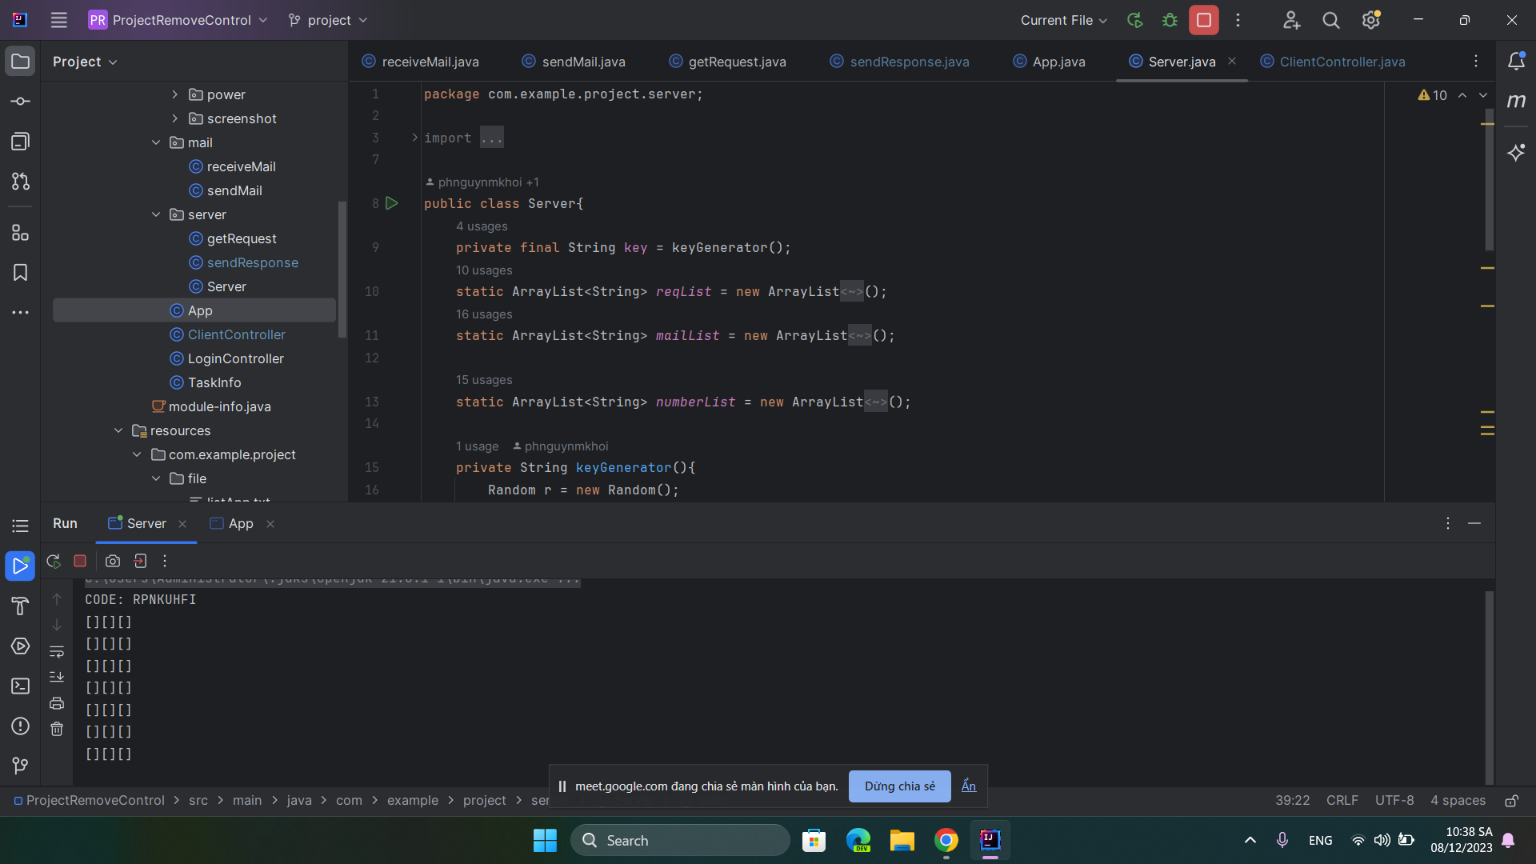 PR ProjectRemoveControl project Current File
Project
receiveMail.java sendMail.java getRequest.java sendResponse.java App.java Server.java ClientController.java
power
screenshot
mail
receiveMail
sendMail
server
getRequest
sendResponse
Server
App
ClientController
LoginController
TaskInfo
module-info.java
resources
com.example.project
file
listApp.txt
10
1 package com.example.project.server;
2
3 import ...
7
phnguynmkhoi +1
8 public class Server{
4 usages
9 private final String key = keyGenerator();
10 usages
10 static ArrayList<String> reqList = new ArrayList<~>();
16 usages
11 static ArrayList<String> mailList = new ArrayList<~>();
12
15 usages
13 static ArrayList<String> numberList = new ArrayList<~>();
14
1 usage phnguynmkhoi
15 private String keyGenerator(){
16 Random r = new Random();
Run Server App
CODE: RPNKUHFI
[][][]
[][][]
[][][]
[][][]
[][][]
[][][]
[][][]
meet.google.com đang chia sẻ màn hình của bạn. Dừng chia sẻ Ẩn
ProjectRemoveControl > src > main > java > com > example > project > 39:22 CRLF UTF-8 4 spaces
Search
ENG
10:38 SA
08/12/2023